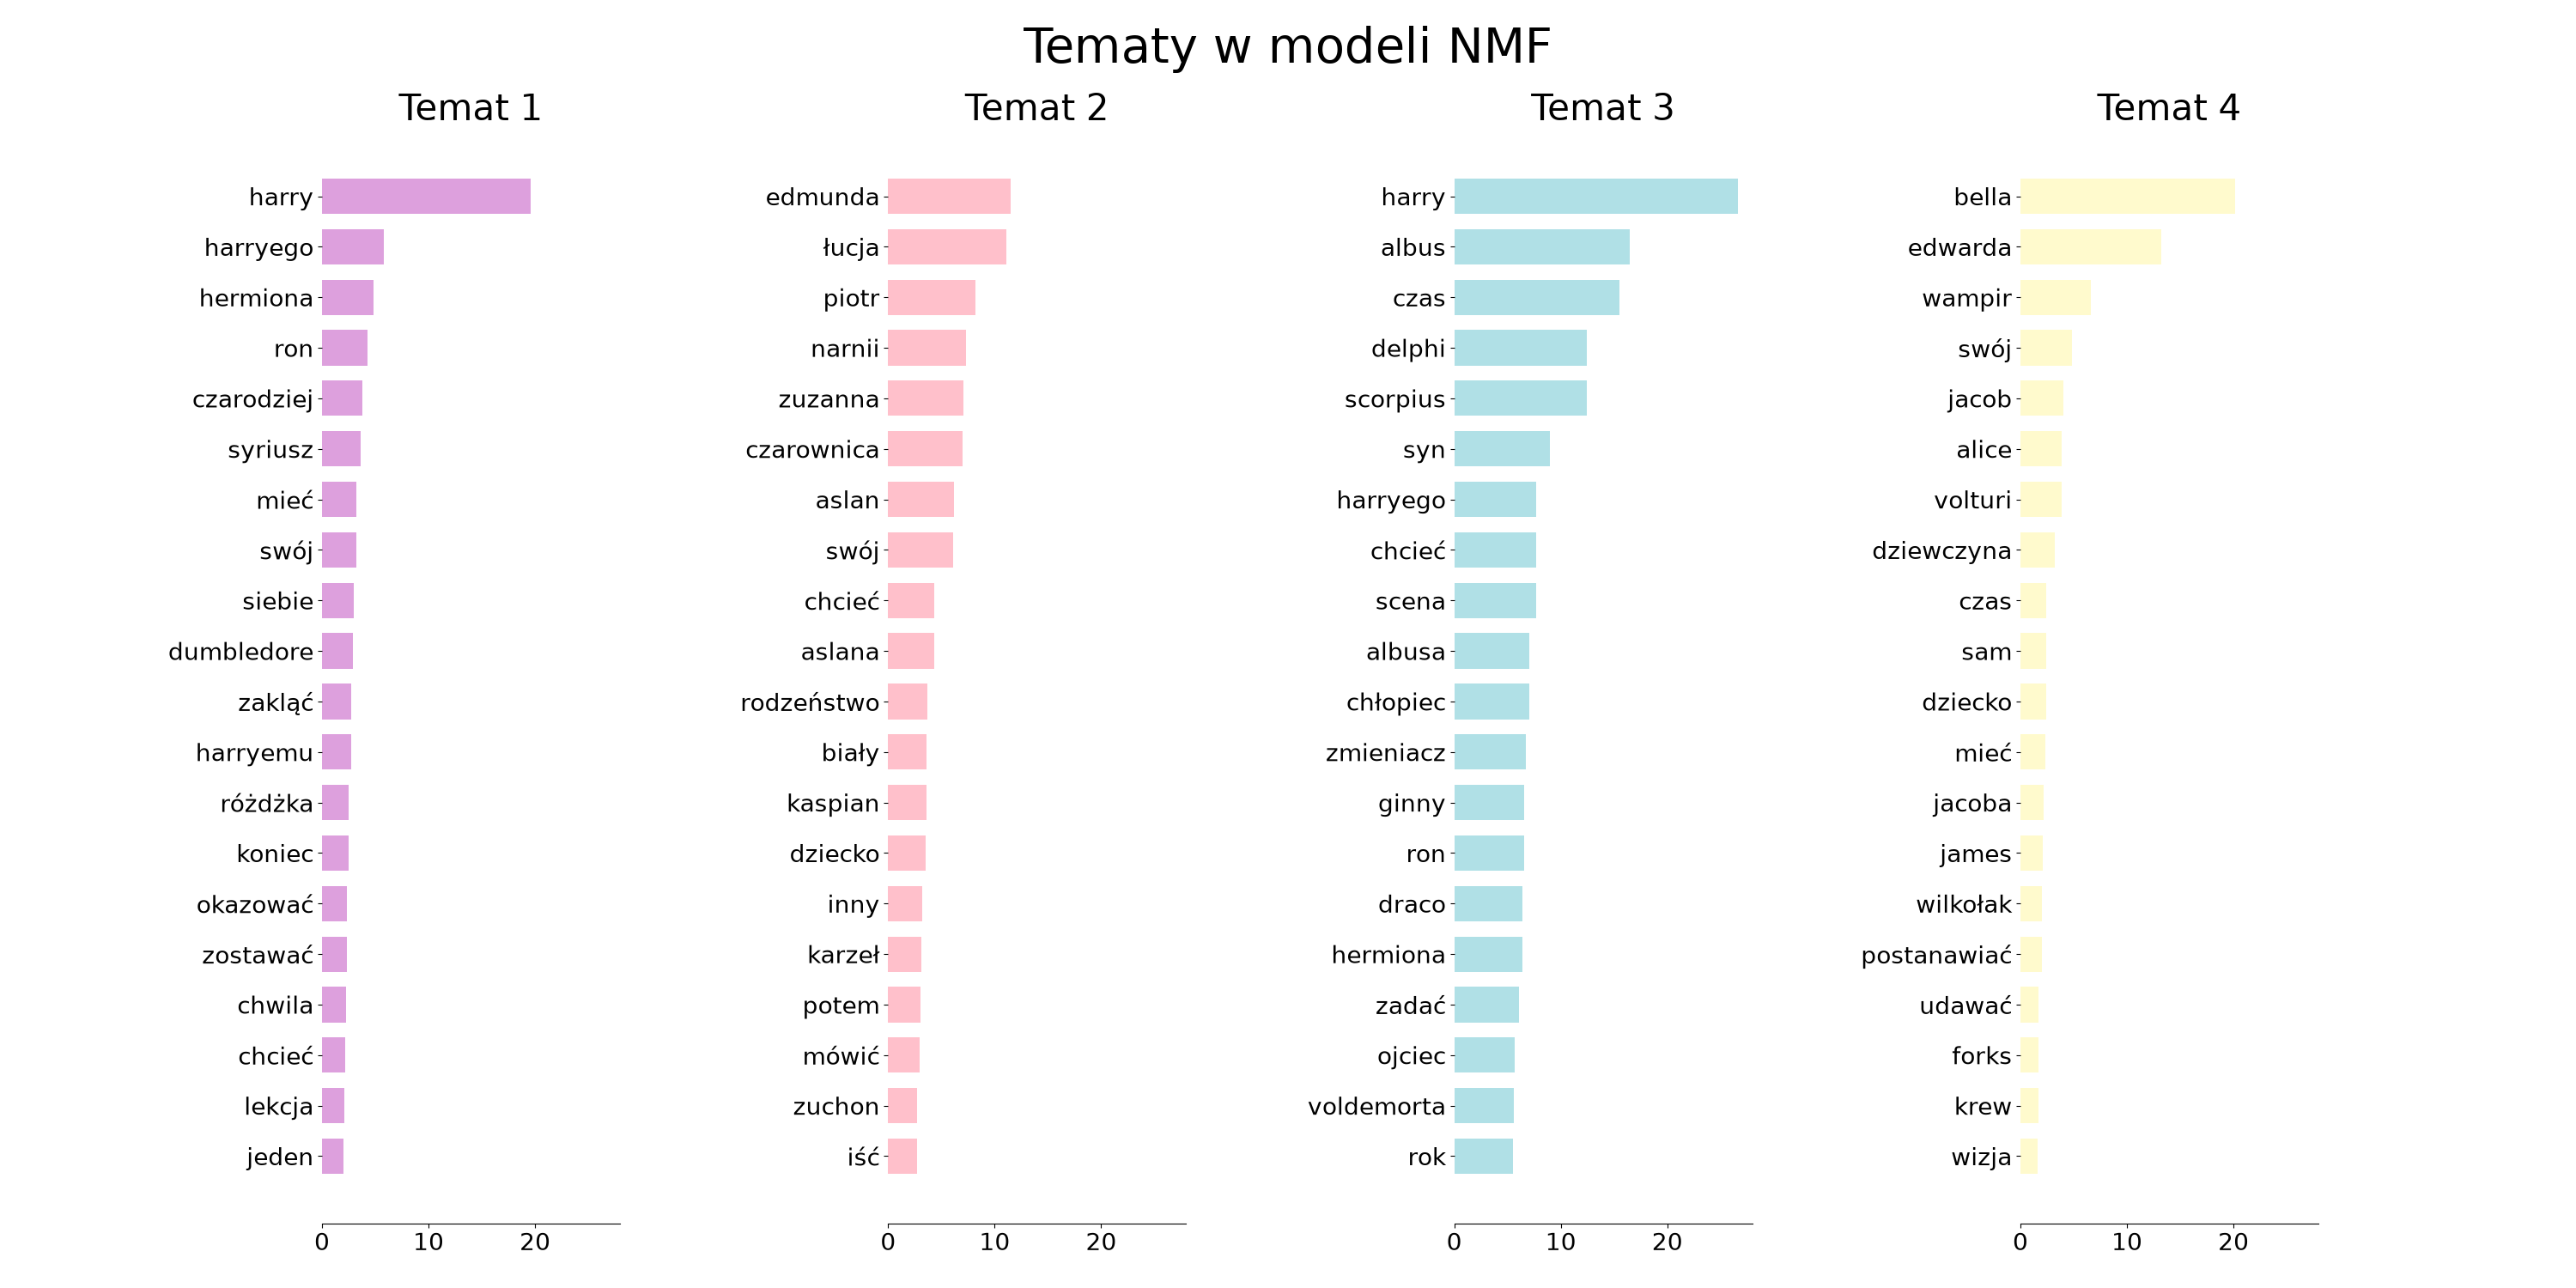 Tematy w modeli NMF
Temat 1
harry
harryego
hermiona
ron
czarodziej
syriusz
mieć
swój
siebie
dumbledore
zakląć
harryemu
różdżka
koniec
okazować
zostawać
chwila
chcieć
lekcja
jeden
0 10 20
Temat 2
edmunda
łucja
piotr
narnii
zuzanna
czarownica
aslan
swój
chcieć
aslana
rodzeństwo
biały
kaspian
dziecko
inny
karzeł
potem
mówić
zuchon
iść
0 10 20
Temat 3
harry
albus
czas
delphi
scorpius
syn
harryego
chcieć
scena
albusa
chłopiec
zmieniacz
ginny
ron
draco
hermiona
zadać
ojciec
voldemorta
rok
0 10 20
Temat 4
bella
edwarda
wampir
swój
jacob
alice
volturi
dziewczyna
czas
sam
dziecko
mieć
jacoba
james
wilkołak
postanawiać
udawać
forks
krew
wizja
0 10 20